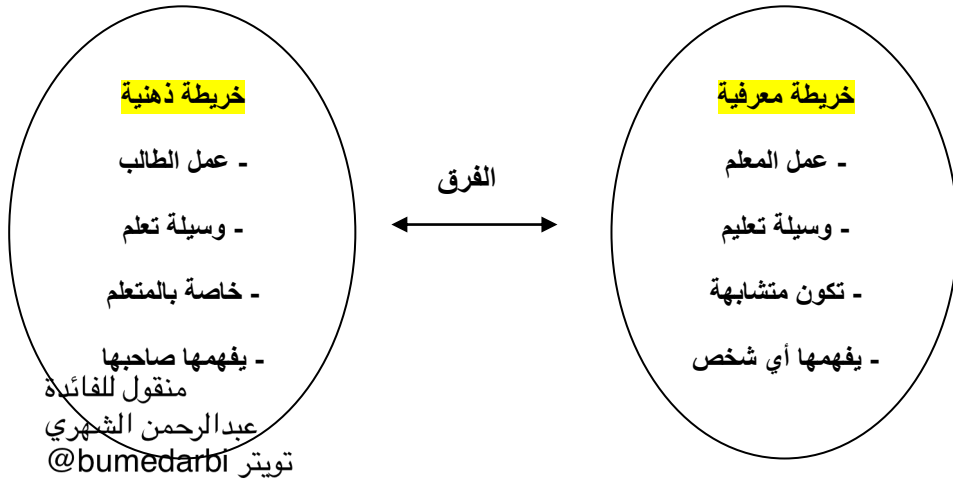 خريطة معرفية
- عمل المعلم
- وسيلة تعليم
- تكون متشابهة
- يفهمها أي شخص
الفرق
خريطة ذهنية
- عمل الطالب
- وسيلة تعلم
- خاصة بالمتعلم
- يفهمها صاحبها
منقول للفائدة
عبدالرحمن الشهري
تويتر @bumedarbi